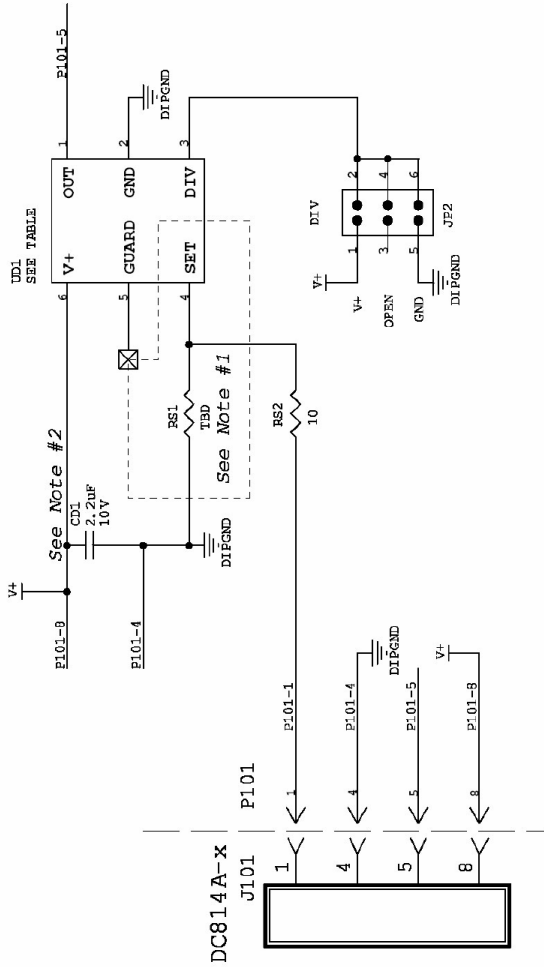 P101-5
UD1
SEE TABLE
1
2
3
OUT
GND
DIV
V+
GUARD
SET
6
5
4
DIPGND
DIV
2
4
6
1
3
5
JP2
V+
V+
OPEN
GND
DIPGND
See Note #2
See Note #1
CD1
2.2uF
10V
RS1
TBD
RS2
10
V+
P101-8
P101-4
DIPGND
P101-1
P101-4
P101-5
P101-8
DIPGND
V+
P101
1
4
5
8
DC814A-X
J101
1
4
5
8